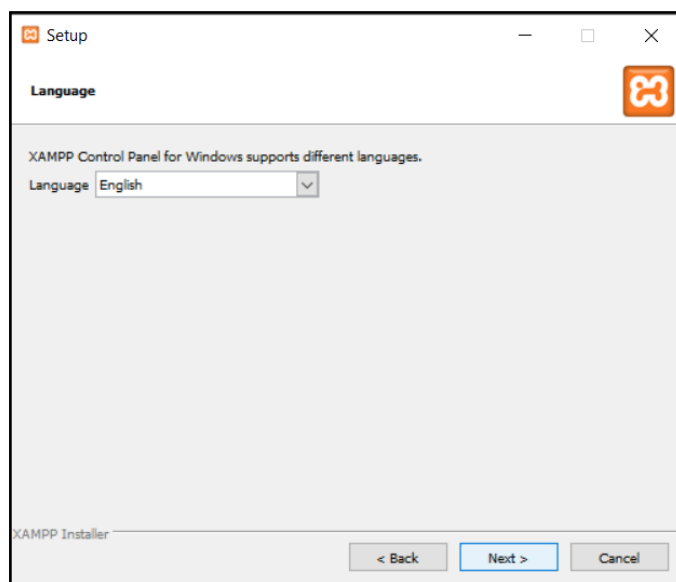 Setup
Language
XAMPP Control Panel for Windows supports different languages.
Language English
XAMPP Installer
< Back Next > Cancel